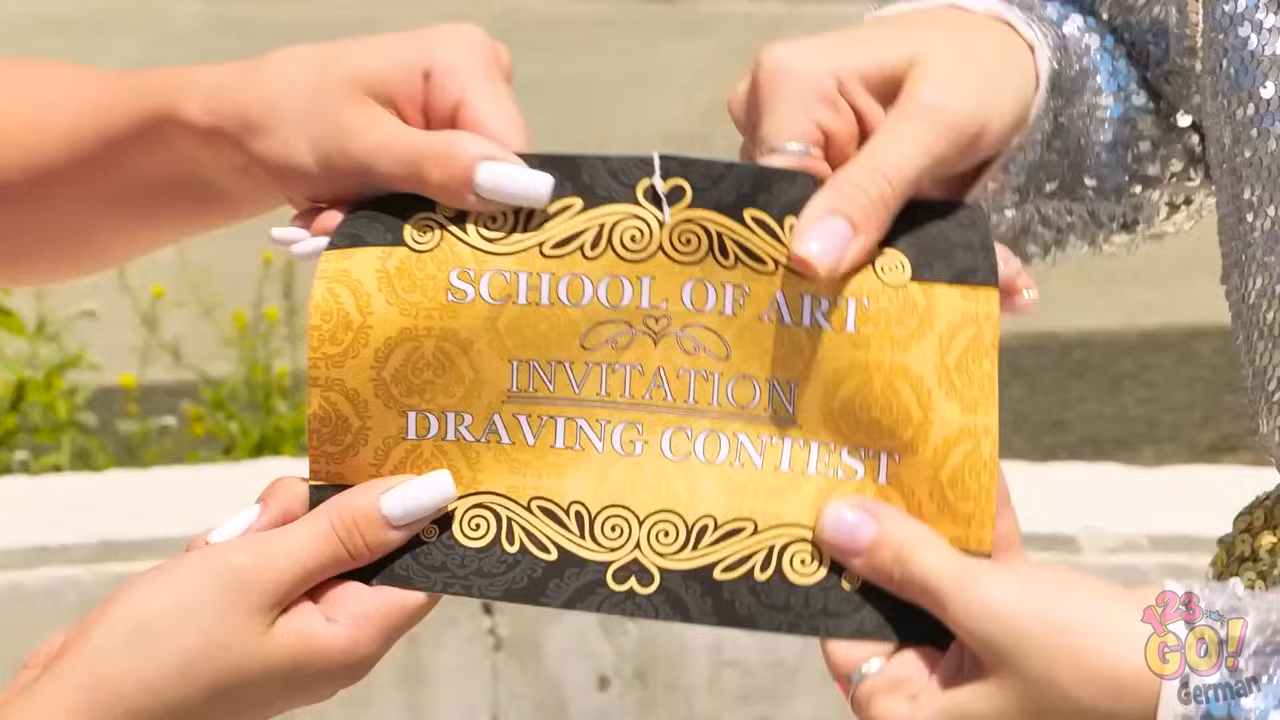 SCHOOL OF ART
INVITATION
DRAVING CONTEST
123
GO!
German